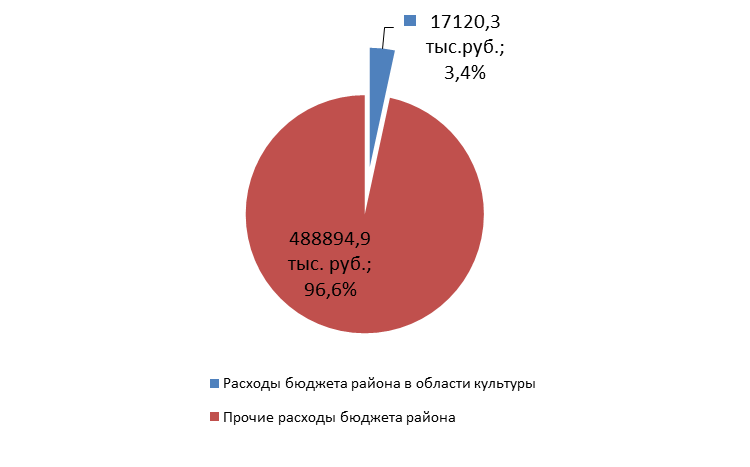 17120,3
тыс.руб.;
3,4%
488894,9
тыс. руб.;
96,6%
Расходы бюджета района в области культуры
Прочие расходы бюджета района